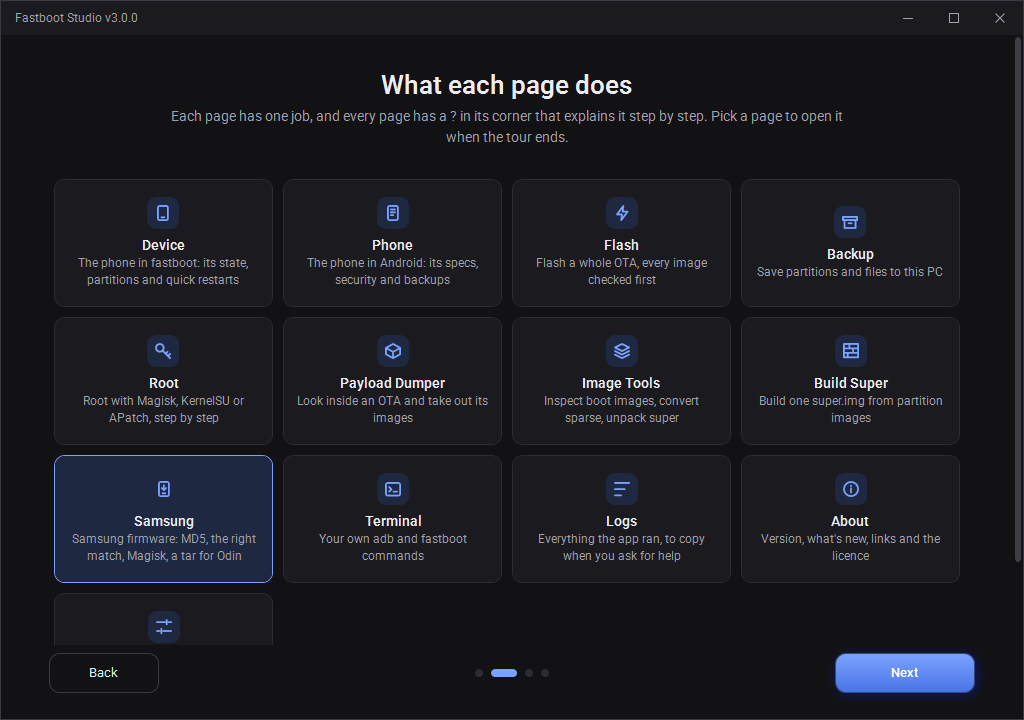 Fastboot Studio v3.0.0
What each page does
Each page has one job, and every page has a ? in its corner that explains it step by step. Pick a page to open it
when the tour ends.
Device
The phone in fastboot: its state,
partitions and quick restarts
Phone
The phone in Android: its specs,
security and backups
Flash
Flash a whole OTA, every image
checked first
Backup
Save partitions and files to this PC
Root
Root with Magisk, KernelSU or
APatch, step by step
Payload Dumper
Look inside an OTA and take out its
images
Image Tools
Inspect boot images, convert
sparse, unpack super
Build Super
Build one super.img from partition
images
Samsung
Samsung firmware: MD5, the right
match, Magisk, a tar for Odin
Terminal
Your own adb and fastboot
commands
Logs
Everything the app ran, to copy
when you ask for help
About
Version, what's new, links and the
licence
Back
Next